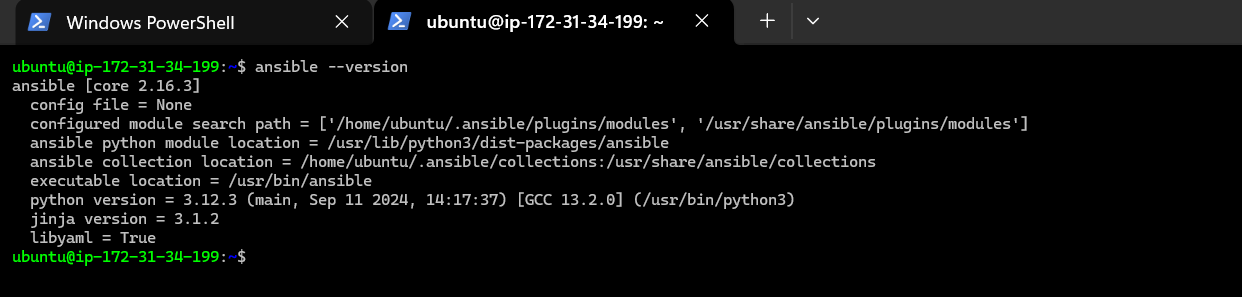 Windows PowerShell
ubuntu@ip-172-31-34-199: ~
ubuntu@ip-172-31-34-199:~$ ansible --version
ansible [core 2.16.3]
  config file = None
  configured module search path = ['/home/ubuntu/.ansible/plugins/modules', '/usr/share/ansible/plugins/modules']
  ansible python module location = /usr/lib/python3/dist-packages/ansible
  ansible collection location = /home/ubuntu/.ansible/collections:/usr/share/ansible/collections
  executable location = /usr/bin/ansible
  python version = 3.12.3 (main, Sep 11 2024, 14:17:37) [GCC 13.2.0] (/usr/bin/python3)
  jinja version = 3.1.2
  libyaml = True
ubuntu@ip-172-31-34-199:~$